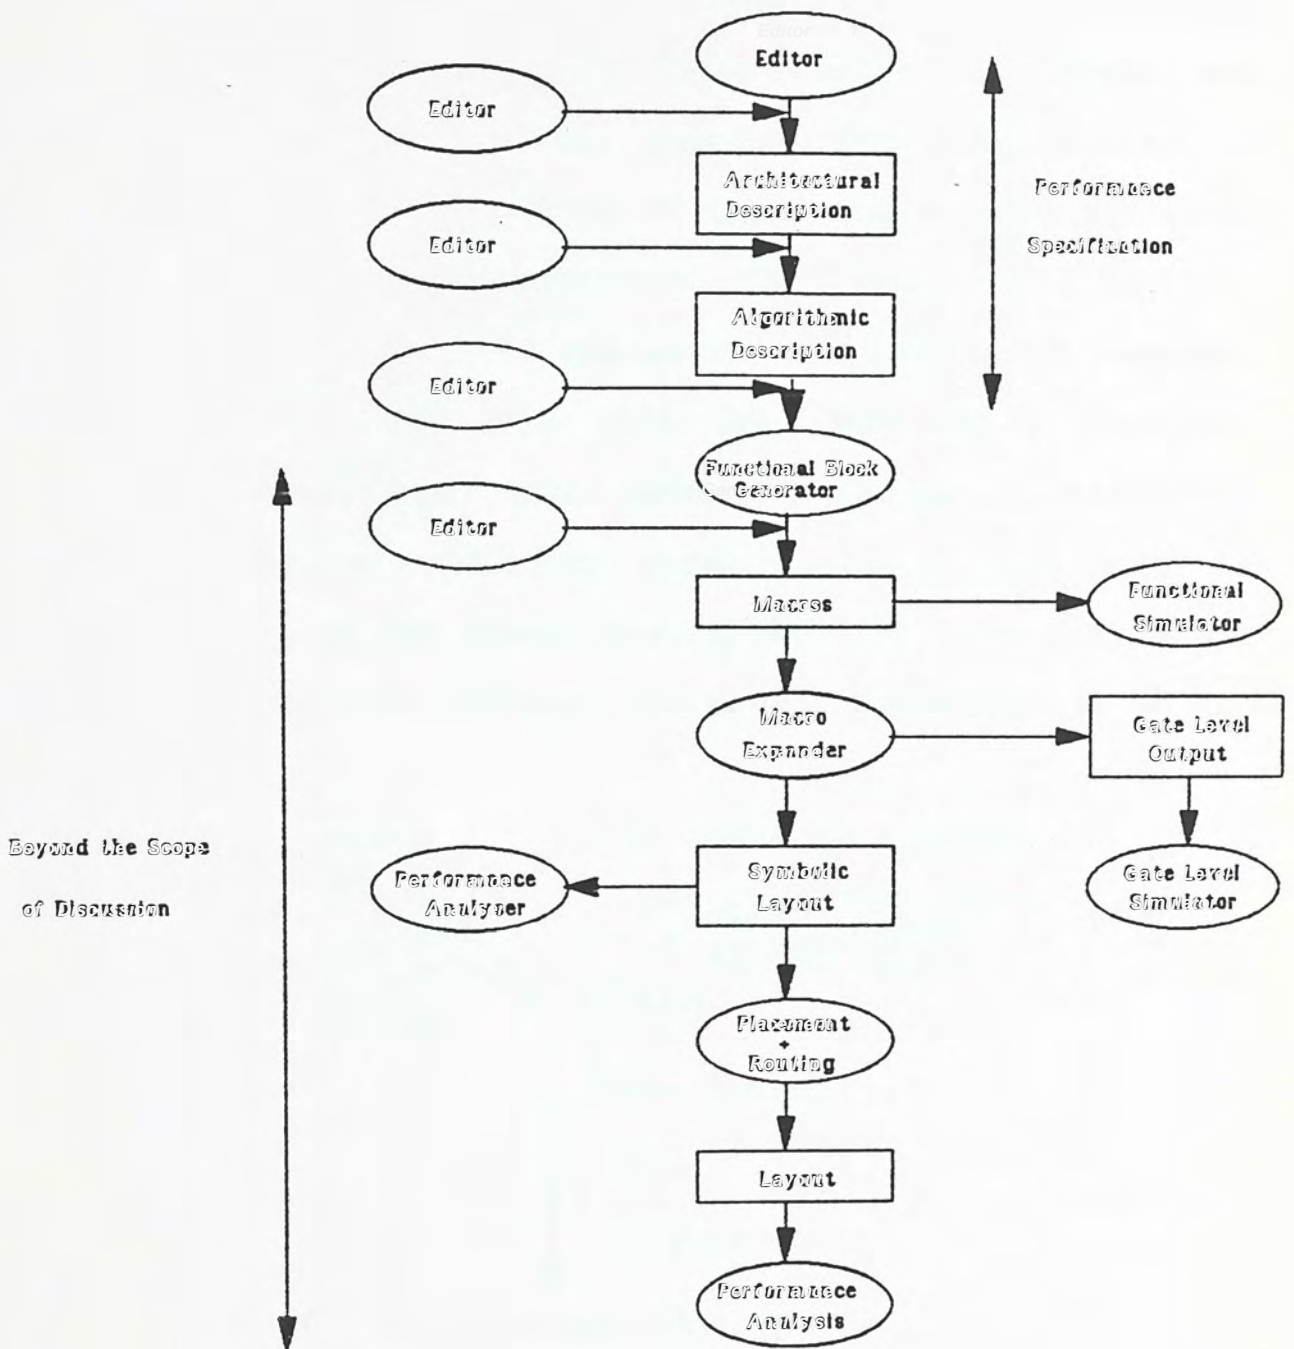 Editor
Editor
Architectural
Description
Performance
Specification
Editor
Algorithmic
Description
Editor
Functional Block
Generator
Editor
Macros
Functional
Simulator
Macro
Expander
Gate Level
Output
Beyond the Scope
of Discussion
Performance
Analyser
Symbolic
Layout
Gate Level
Simulator
Placement
+
Routing
Layout
Performance
Analysis